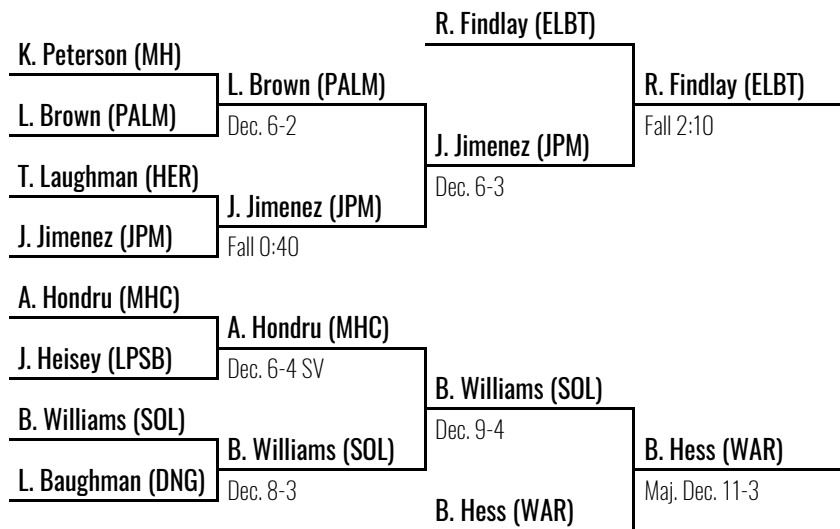 R. Findlay (ELBT)
K. Peterson (MH)
L. Brown (PALM)
R. Findlay (ELBT)
L. Brown (PALM)
Dec. 6-2
Fall 2:10
J. Jimenez (JPM)
T. Laughman (HER)
Dec. 6-3
J. Jimenez (JPM)
J. Jimenez (JPM)
Fall 0:40
A. Hondru (MHC)
A. Hondru (MHC)
J. Heisey (LPSB)
Dec. 6-4 SV
B. Williams (SOL)
B. Williams (SOL)
Dec. 9-4
B. Williams (SOL)
B. Hess (WAR)
L. Baughman (DNG)
Dec. 8-3
Maj. Dec. 11-3
B. Hess (WAR)